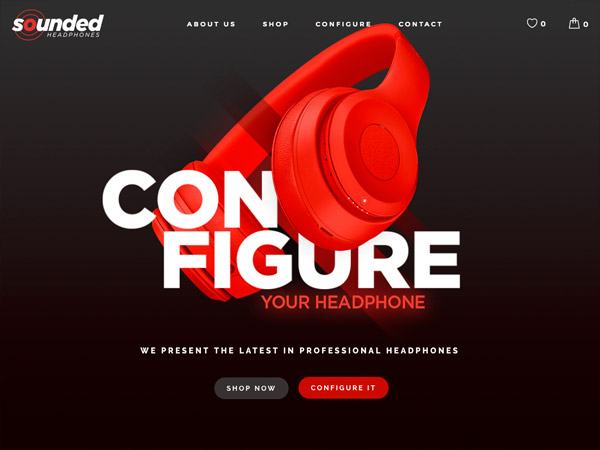 sounded
HEADPHONES
ABOUT US SHOP CONFIGURE CONTACT 0 0
CON
FIGURE
YOUR HEADPHONE
WE PRESENT THE LATEST IN PROFESSIONAL HEADPHONES
SHOP NOW CONFIGURE IT